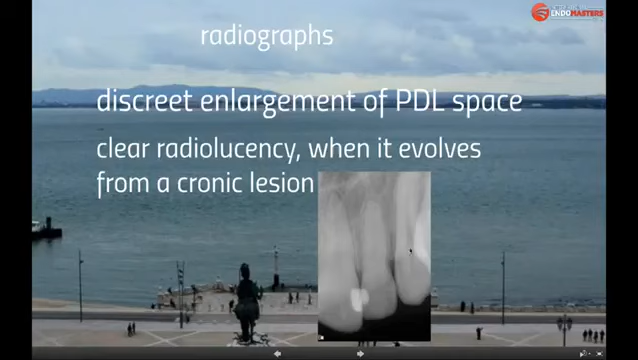 ENDOMASTERS
radiographs
discreet enlargement of PDL space
clear radiolucency, when it evolves
from a cronic lesion